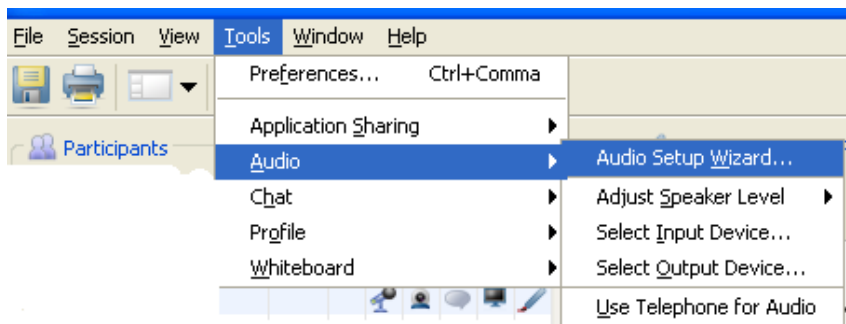 File Session View Tools Window Help
Preferences... Ctrl+Comma
Application Sharing
Participants
Audio
Audio Setup Wizard...
Chat
Adjust Speaker Level
Profile
Select Input Device...
Whiteboard
Select Output Device...
Use Telephone for Audio